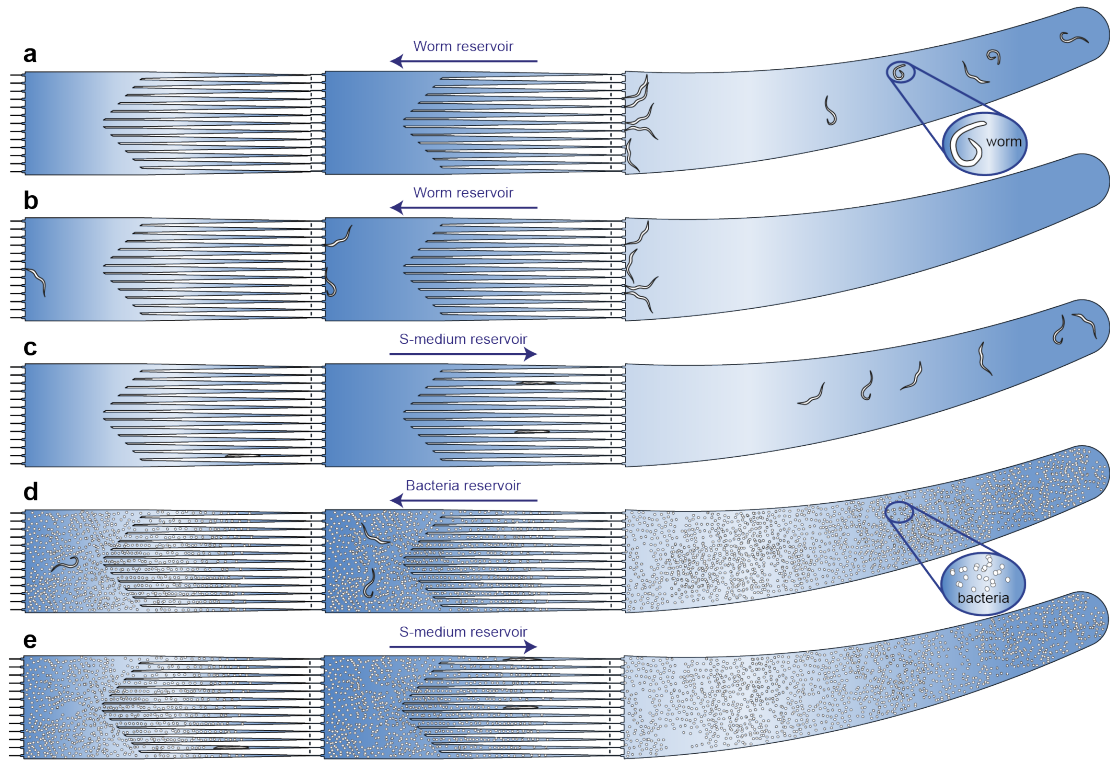 a
Worm reservoir
worm
b
Worm reservoir
c
S-medium reservoir
d
Bacteria reservoir
bacteria
e
S-medium reservoir